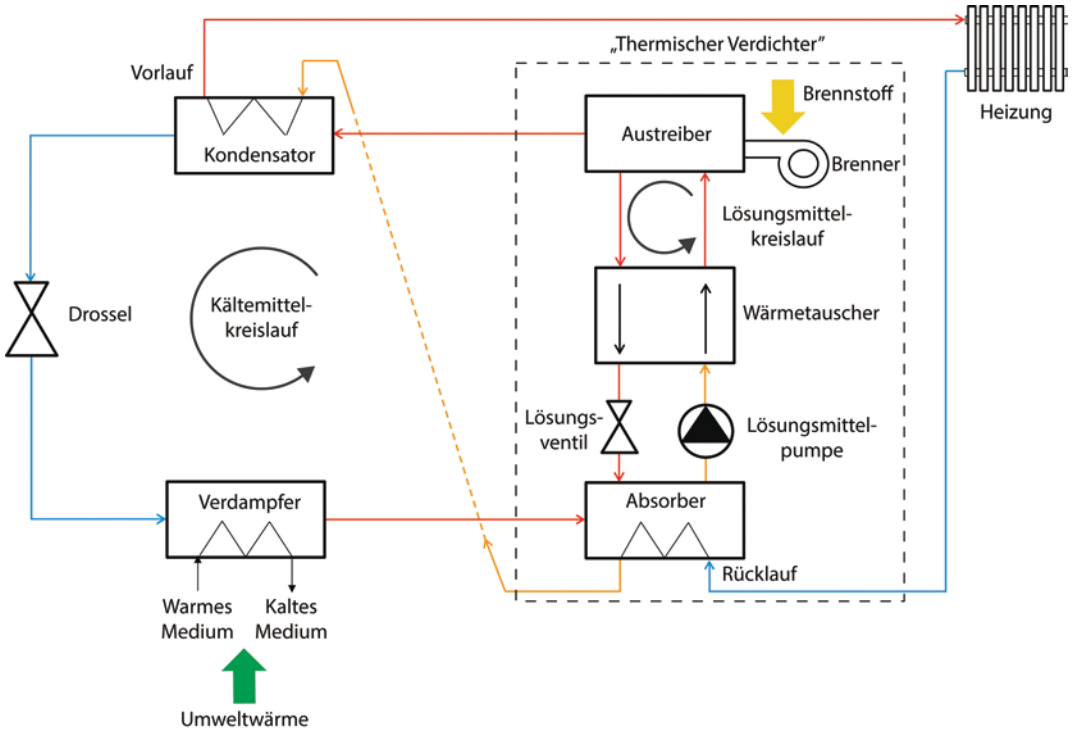 „Thermischer Verdichter”
Vorlauf
Brennstoff
Heizung
Austreiber
Kondensator
Brenner
Lösungsmittel-
kreislauf
Kältemittel-
kreislauf
Drossel
Wärmetauscher
Lösungs-
ventil
Lösungsmittel-
pumpe
Verdampfer
Absorber
Rücklauf
Warmes
Medium
Kaltes
Medium
Umweltwärme